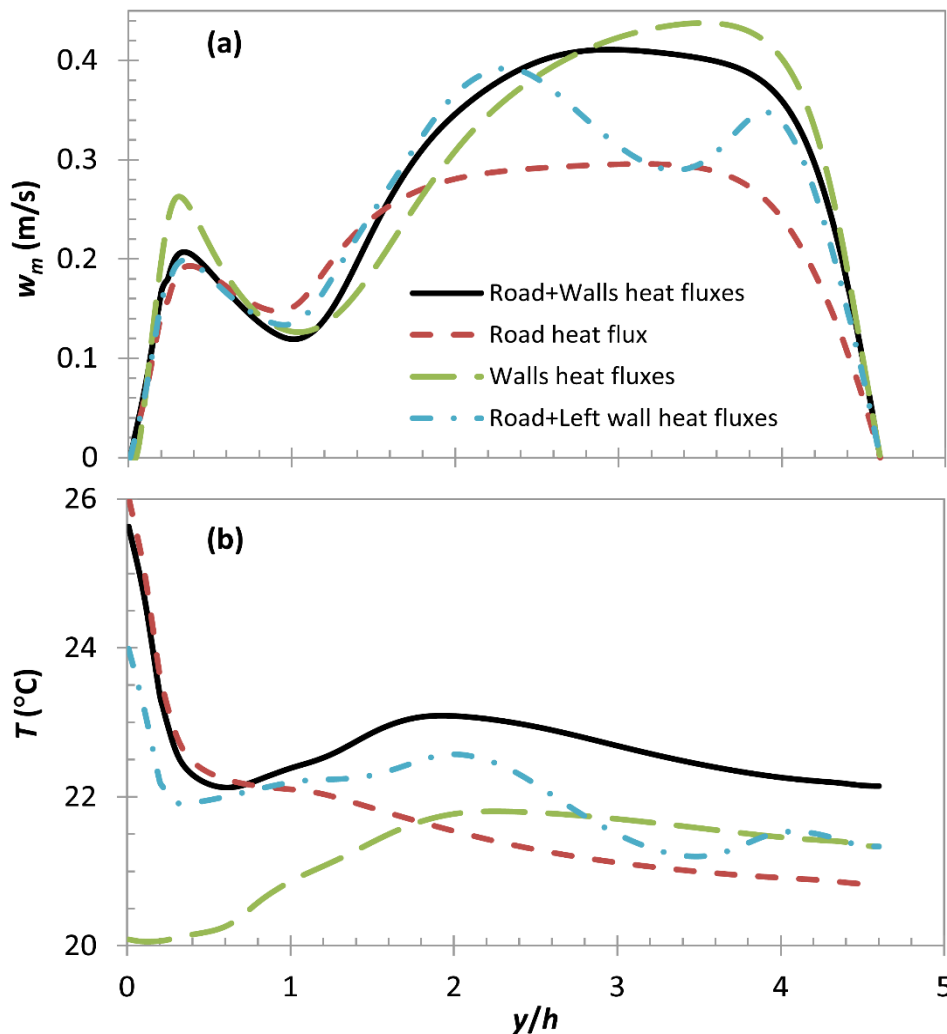 (a)
0.4
0.3
0.2
0.1
0
w_m (m/s)
Road+Walls heat fluxes
Road heat flux
Walls heat fluxes
Road+Left wall heat fluxes
(b)
26
24
22
20
T (°C)
0 1 2 3 4 5
y/h